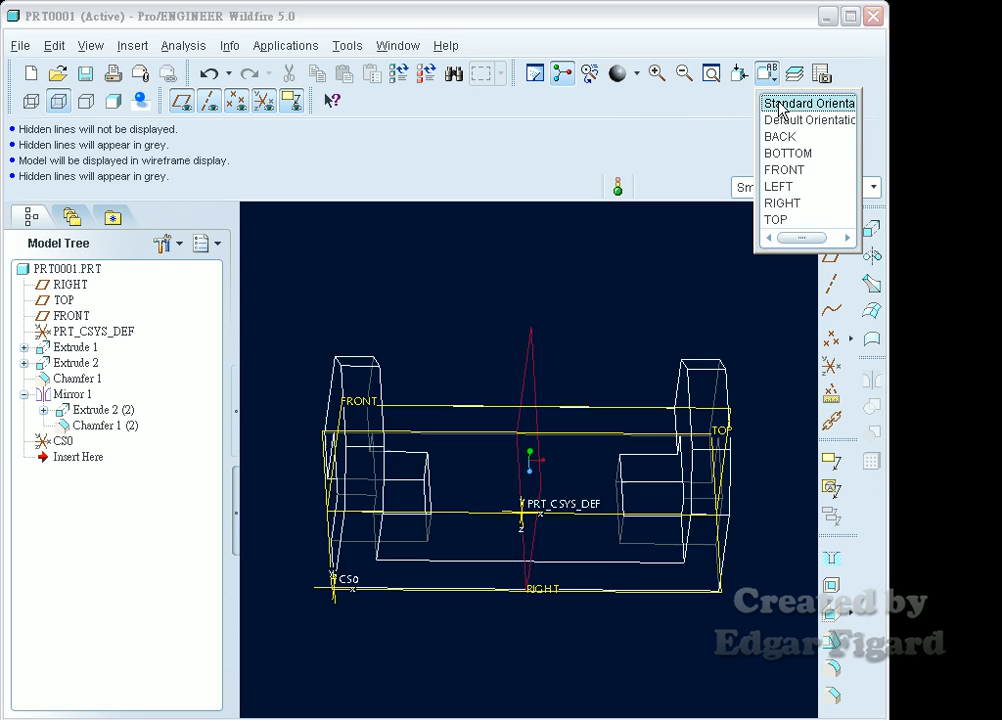 PRT0001 (Active) - Pro/ENGINEER Wildfire 5.0
File Edit View Insert Analysis Info Applications Tools Window Help
Hidden lines will not be displayed.
Hidden lines will appear in grey.
Model will be displayed in wireframe display.
Hidden lines will appear in grey.
Sm
Standard Orienta
Default Orientatic
BACK
BOTTOM
FRONT
LEFT
RIGHT
TOP
Model Tree
PRT0001.PRT
RIGHT
TOP
FRONT
PRT_CSYS_DEF
Extrude 1
Extrude 2
Chamfer 1
Mirror 1
Extrude 2 (2)
Chamfer 1 (2)
CS0
Insert Here
FRONT
TOP
PRT_CSYS_DEF
Y
X
Z
CS0
X
RIGHT
Created by
Edgar Figard